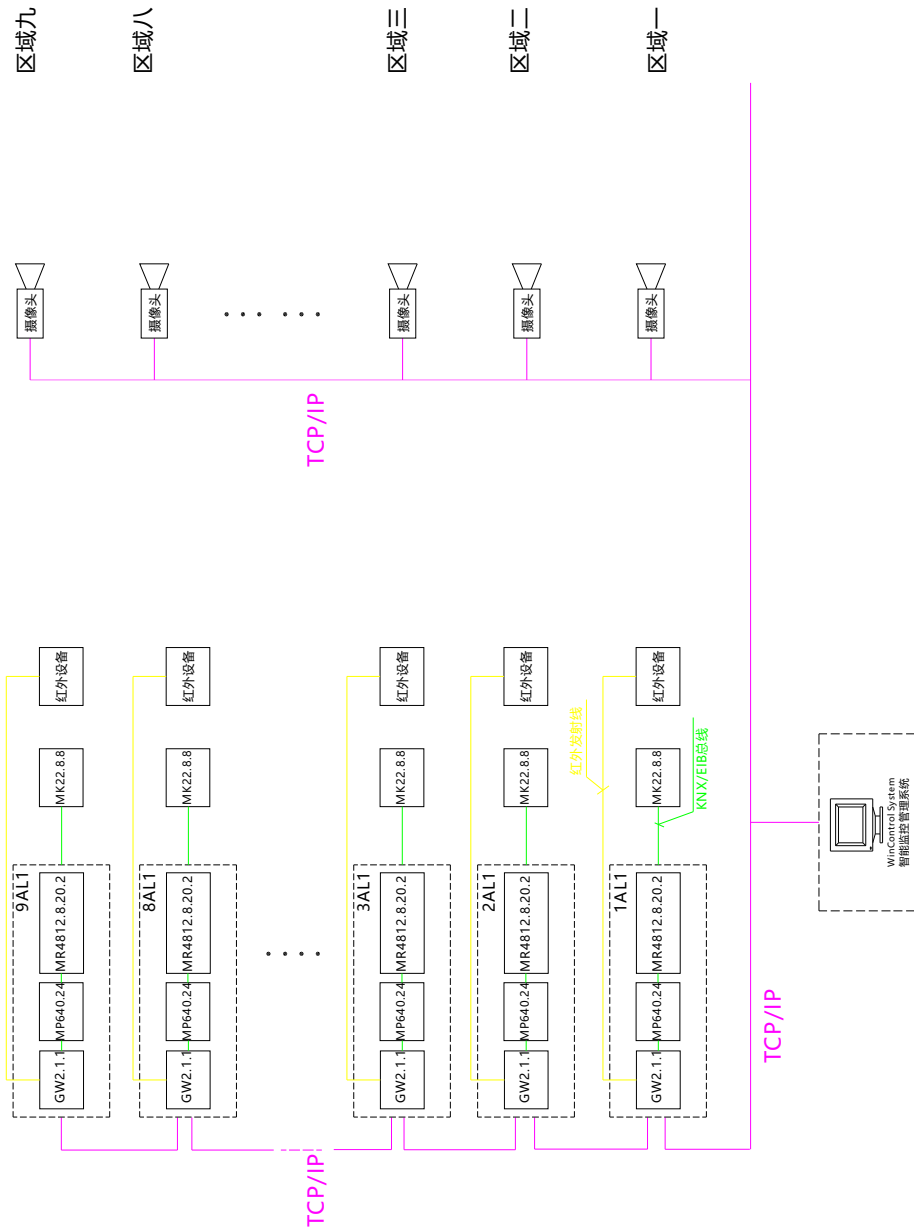 区域九
摄像头
红外设备
MK22.8.8
9AL1
MR4812.8.20.2
MP640.24
GW2.1.1
区域八
摄像头
红外设备
MK22.8.8
8AL1
MR4812.8.20.2
MP640.24
GW2.1.1
TCP/IP
TCP/IP
区域三
摄像头
红外设备
MK22.8.8
3AL1
MR4812.8.20.2
MP640.24
GW2.1.1
区域二
摄像头
红外设备
MK22.8.8
2AL1
MR4812.8.20.2
MP640.24
GW2.1.1
红外发射线
区域一
摄像头
红外设备
MK22.8.8
1AL1
MR4812.8.20.2
MP640.24
GW2.1.1
KNX/EIB总线
TCP/IP
WinControl System
智能监控管理系统